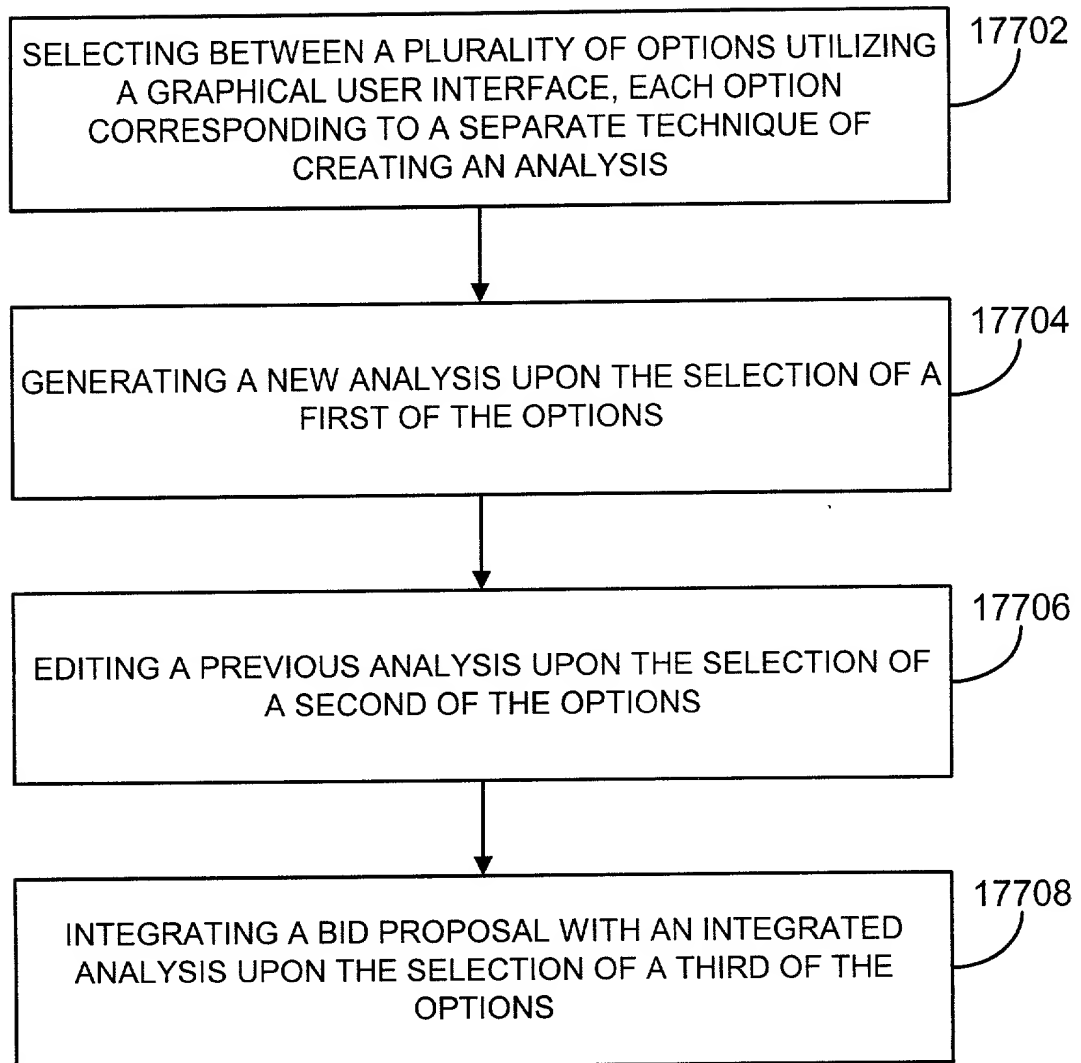 SELECTING BETWEEN A PLURALITY OF OPTIONS UTILIZING
A GRAPHICAL USER INTERFACE, EACH OPTION
CORRESPONDING TO A SEPARATE TECHNIQUE OF
CREATING AN ANALYSIS
17702
GENERATING A NEW ANALYSIS UPON THE SELECTION OF A
FIRST OF THE OPTIONS
17704
EDITING A PREVIOUS ANALYSIS UPON THE SELECTION OF
A SECOND OF THE OPTIONS
17706
INTEGRATING A BID PROPOSAL WITH AN INTEGRATED
ANALYSIS UPON THE SELECTION OF A THIRD OF THE
OPTIONS
17708